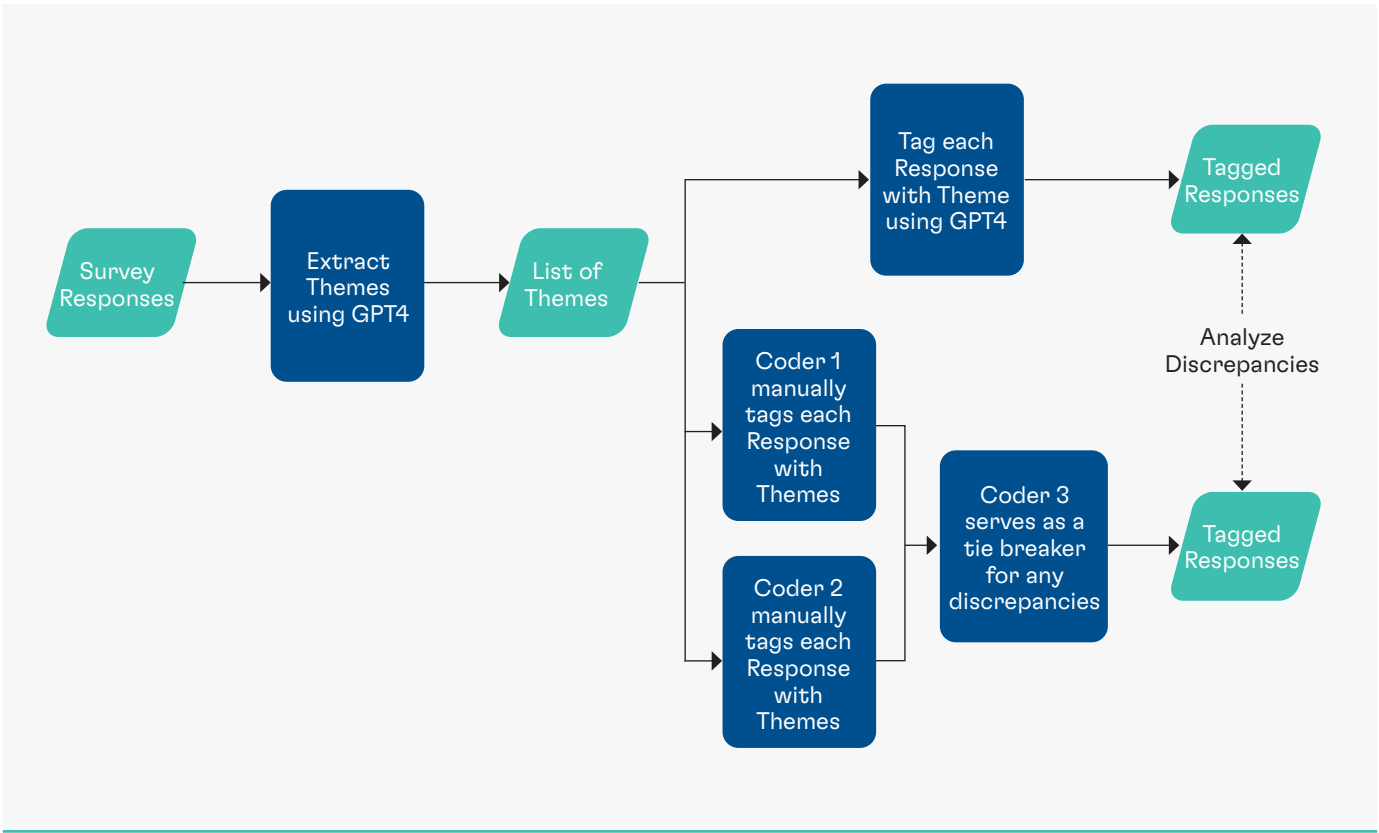 Survey
Responses
Extract
Themes
using GPT4
List of
Themes
Tag each
Response
with Theme
using GPT4
Tagged
Responses
Coder 1
manually
tags each
Response
with
Themes
Coder 2
manually
tags each
Response
with
Themes
Coder 3
serves as a
tie breaker
for any
discrepancies
Analyze
Discrepancies
Tagged
Responses